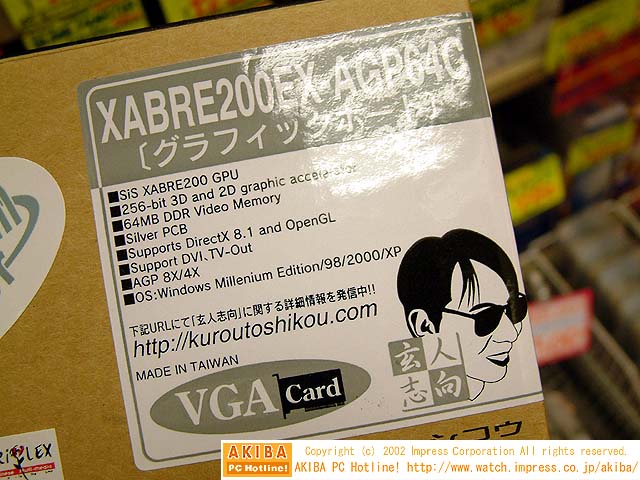 XABRE200EX-AGP64C
〔グラフィックボード〕
■SiS XABRE200 GPU
■256-bit 3D and 2D graphic accelerator
■64MB DDR Video Memory
■Silver PCB
■Supports DirectX 8.1 and OpenGL
■Support DVI,TV-Out
■AGP 8X/4X
■OS:Windows Millenium Edition/98/2000/XP
下記URLにて「玄人志向」に関する詳細情報を発信中!!
http://kuroutoshikou.com
MADE IN TAIWAN
VGA Card
玄人
志向
AKIBA
PC Hotline!
Copyright (c) 2002 Impress Corporation All rights reserved.
AKIBA PC Hotline! http://www.watch.impress.co.jp/akiba/